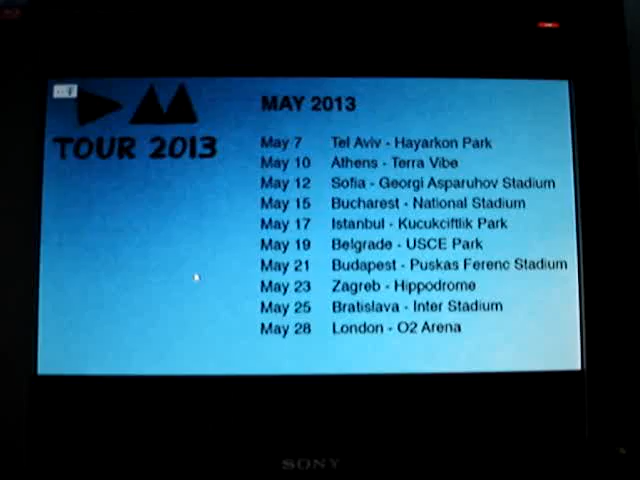 TOUR 2013
MAY 2013
May 7 Tel Aviv - Hayarkon Park
May 10 Athens - Terra Vibe
May 12 Sofia - Georgi Asparuhov Stadium
May 15 Bucharest - National Stadium
May 17 Istanbul - Kucukciftlik Park
May 19 Belgrade - USCE Park
May 21 Budapest - Puskas Ferenc Stadium
May 23 Zagreb - Hippodrome
May 25 Bratislava - Inter Stadium
May 28 London - O2 Arena
SONY